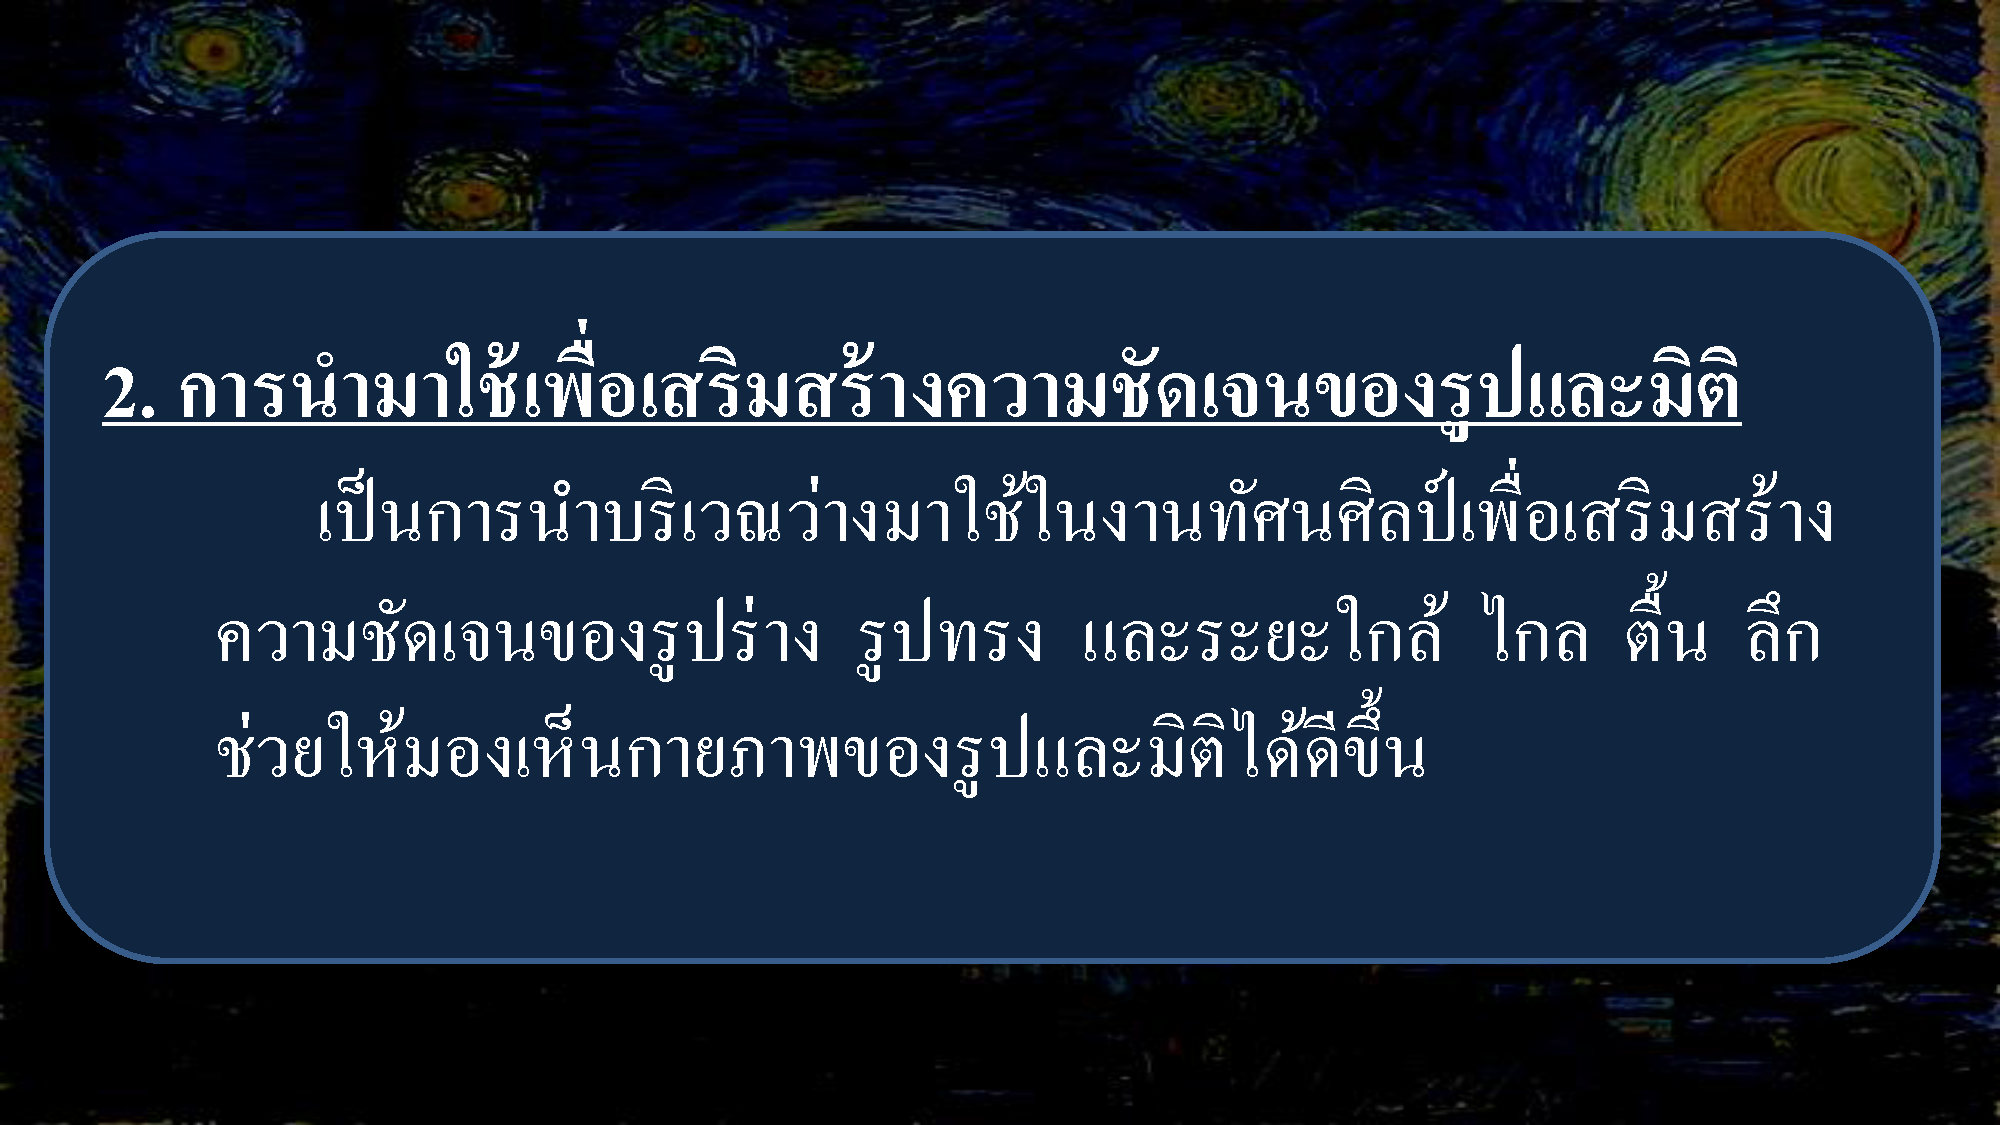 2. การนำมาใช้เพื่อเสริมสร้างความชัดเจนของรูปและมิติ
เป็นการนำบริเวณว่างมาใช้ในงานทัศนศิลป์เพื่อเสริมสร้าง
ความชัดเจนของรูปร่าง รูปทรง และระยะใกล้ ไกล ตื้น ลึก
ช่วยให้มองเห็นกายภาพของรูปและมิติได้ดีขึ้น